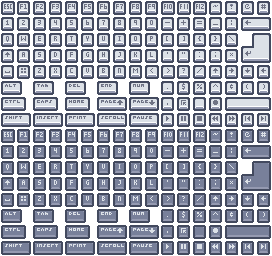 ESC F1 F2 F3 F4 F5 F6 F7 F8 F9 F10 F11 F12
1 2 3 4 5 6 7 8 9 0 - + = _
Q W E R T Y U I O P
A S D F G H J K L
Z X C V B N M < >
ALT TAB DEL END
CTRL CAPS HOME PAGE↑ PAGE↓
SHIFT INSERT PRINT SCROLL PAUSE
ESC F1 F2 F3 F4 F5 F6 F7 F8 F9 F10 F11 F12
1 2 3 4 5 6 7 8 9 0 - + = _
Q W E R T Y U I O P
A S D F G H J K L
Z X C V B N M < >
ALT TAB DEL END
CTRL CAPS HOME PAGE↑ PAGE↓
SHIFT INSERT PRINT SCROLL PAUSE